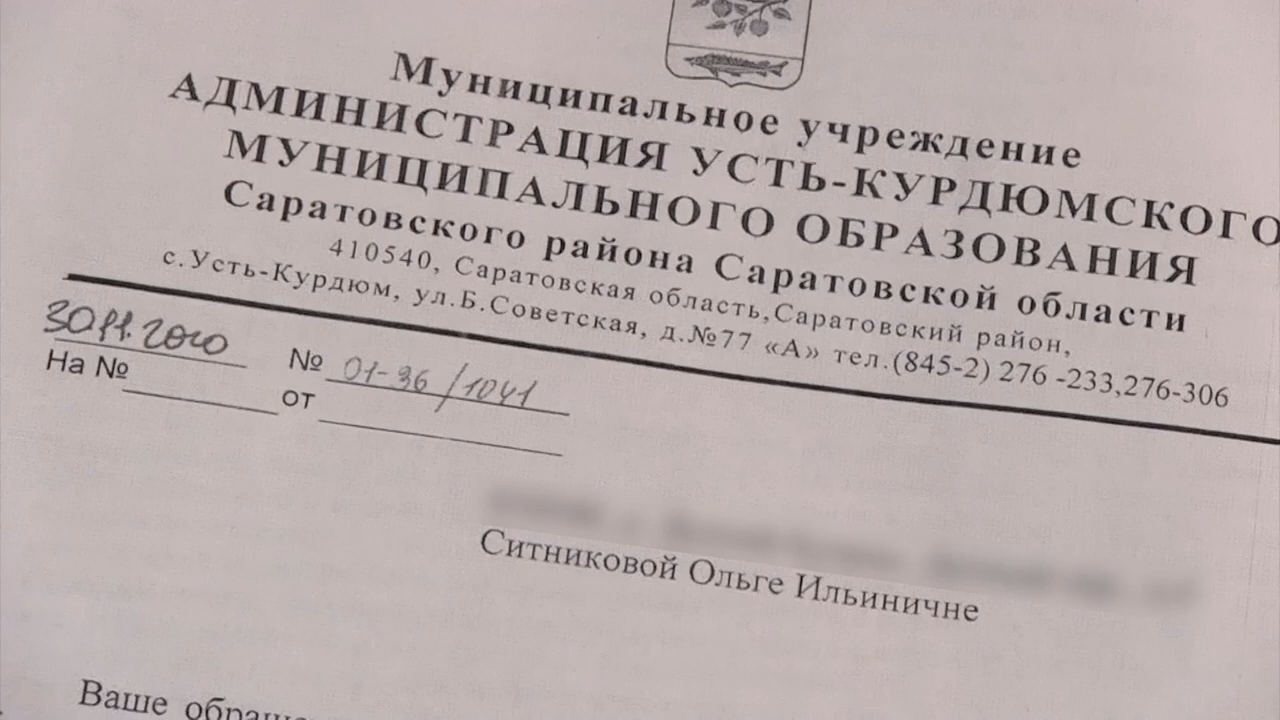 Муниципальное учреждение
АДМИНИСТРАЦИЯ УСТЬ-КУРДЮМСКОГО
МУНИЦИПАЛЬНОГО ОБРАЗОВАНИЯ
Саратовского района Саратовской области
410540, Саратовская область,Саратовский район,
с.Усть-Курдюм, ул.Б.Советская, д.№77 «А» тел.(845-2) 276 -233,276-306
30.11.2020 № 01-36/1041
На № от
Ситниковой Ольге Ильиничне
Ваше